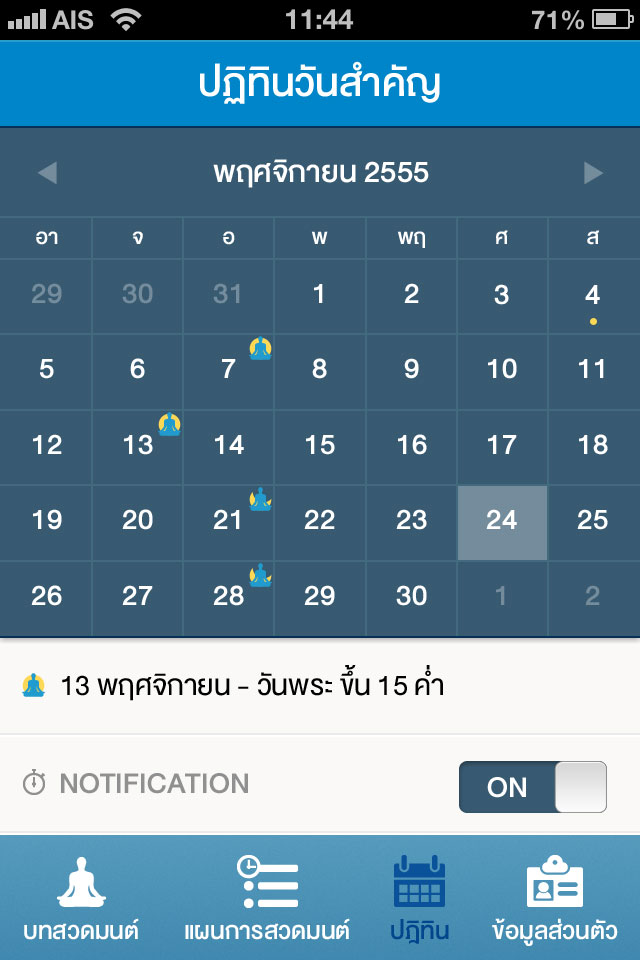 AIS 11:44 71%
ปฏิทินวันสำคัญ
พฤศจิกายน 2555
อา จ อ พ พฤ ศ ส
29 30 31 1 2 3 4
5 6 7 8 9 10 11
12 13 14 15 16 17 18
19 20 21 22 23 24 25
26 27 28 29 30 1 2
13 พฤศจิกายน - วันพระ ขึ้น 15 ค่ำ
NOTIFICATION ON
บทสวดมนต์ แผนการสวดมนต์ ปฏิทิน ข้อมูลส่วนตัว